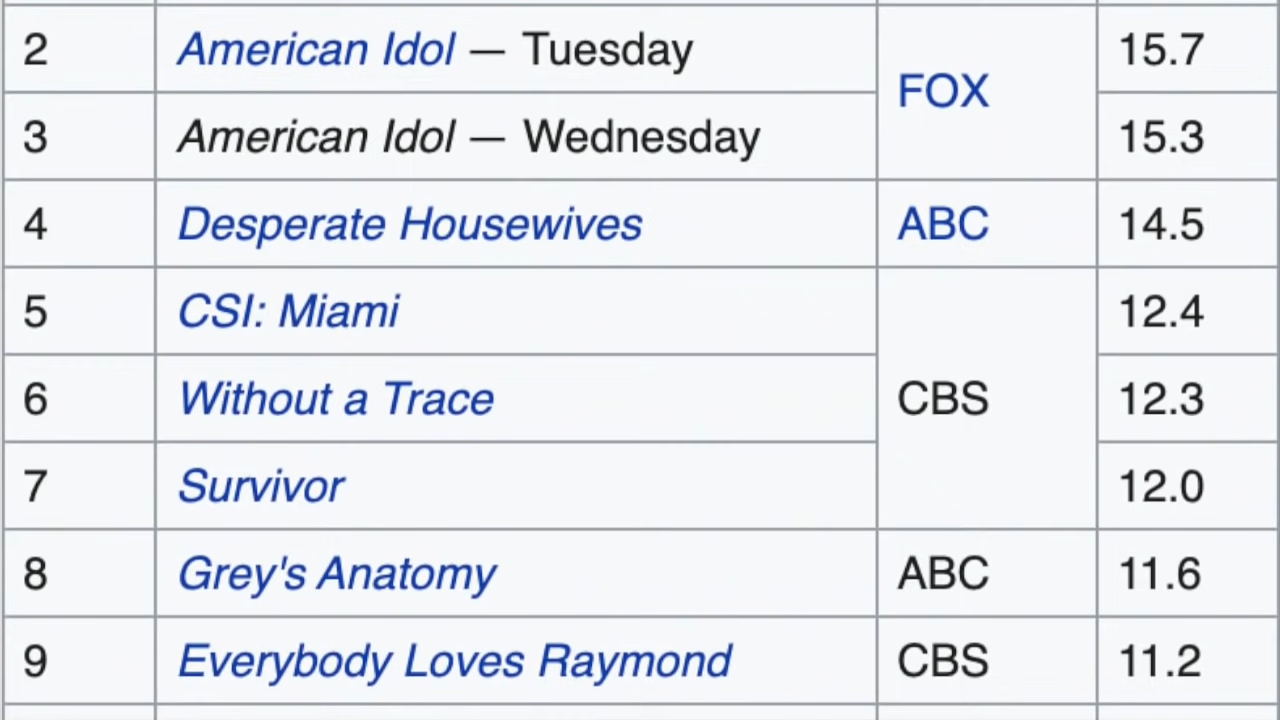 2 American Idol — Tuesday FOX 15.7
3 American Idol — Wednesday 15.3
4 Desperate Housewives ABC 14.5
5 CSI: Miami CBS 12.4
6 Without a Trace 12.3
7 Survivor 12.0
8 Grey's Anatomy ABC 11.6
9 Everybody Loves Raymond CBS 11.2